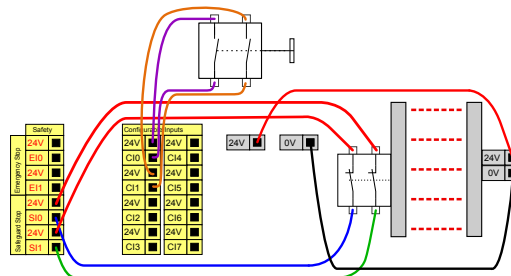 Safety
Emergency Stop
24V
EI0
24V
EI1
Safeguard Stop
24V
SI0
24V
SI1
Configurable Inputs
24V 24V
CI0 CI4
24V 24V
CI1 CI5
24V 24V
CI2 CI6
24V 24V
CI3 CI7
24V
0V
24V
0V